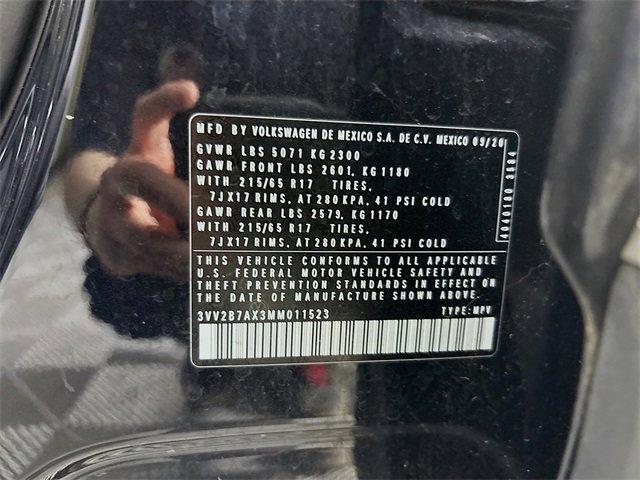 MFD BY VOLKSWAGEN DE MEXICO S.A. DE C.V. MEXICO 09/20
GVWR LBS 5071 KG 2300
GAWR FRONT LBS 2601, KG 1180
WITH 215/65 R17 TIRES,
7JX17 RIMS, AT 280 KPA, 41 PSI COLD
GAWR REAR LBS 2579, KG 1170
WITH 215/65 R17 TIRES,
7JX17 RIMS, AT 280 KPA, 41 PSI COLD
4040180 3584
THIS VEHICLE CONFORMS TO ALL APPLICABLE
U.S. FEDERAL MOTOR VEHICLE SAFETY AND
THEFT PREVENTION STANDARDS IN EFFECT ON
THE DATE OF MANUFACTURE SHOWN ABOVE.
3VV2B7AX3MM011523 TYPE: MPV